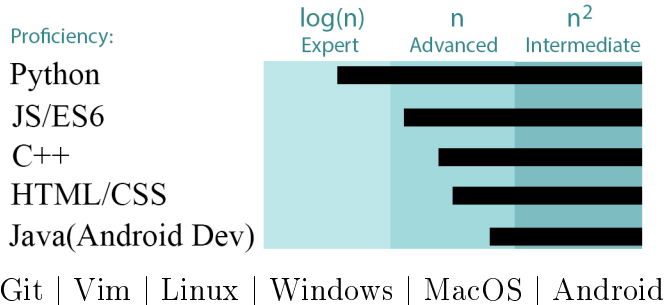 log(n) n n²
Proficiency: Expert Advanced Intermediate
Python
JS/ES6
C++
HTML/CSS
Java(Android Dev)
Git | Vim | Linux | Windows | MacOS | Android